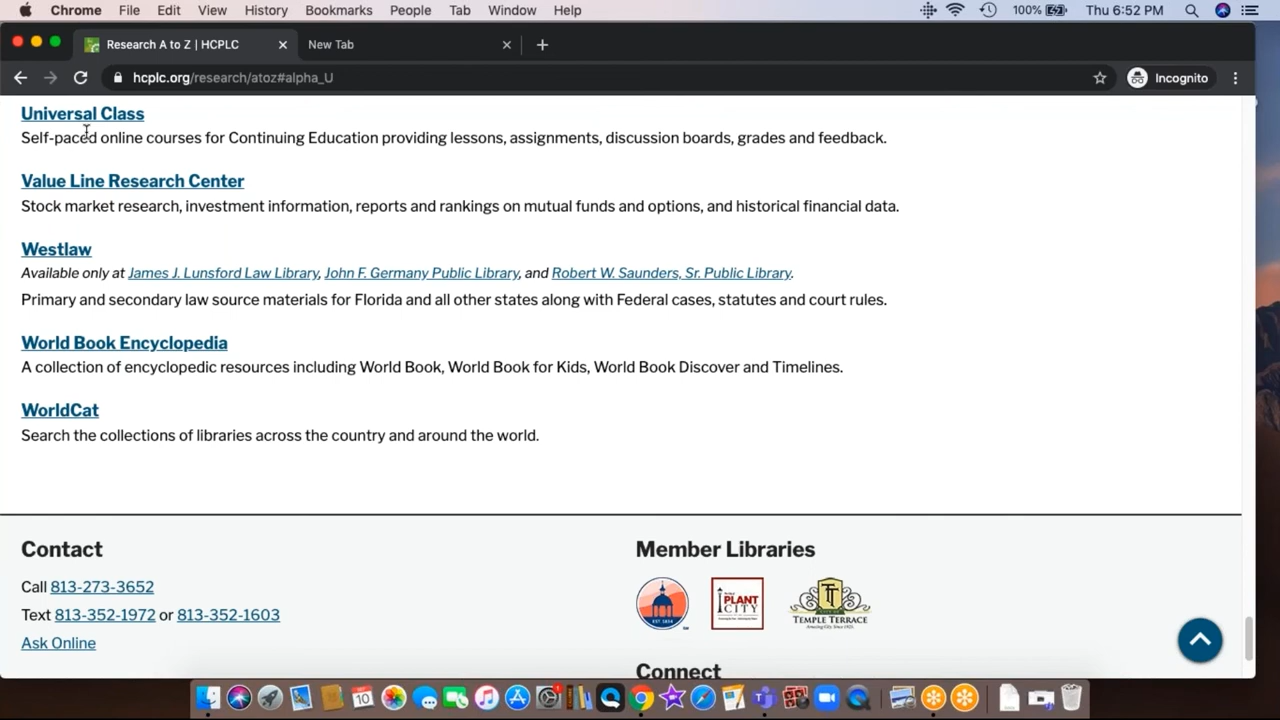 Chrome File Edit View History Bookmarks People Tab Window Help 100% Thu 6:52 PM
Research A to Z | HCPLC New Tab
hcplc.org/research/atoz#alpha_U Incognito
Universal Class
Self-paced online courses for Continuing Education providing lessons, assignments, discussion boards, grades and feedback.
Value Line Research Center
Stock market research, investment information, reports and rankings on mutual funds and options, and historical financial data.
Westlaw
Available only at James J. Lunsford Law Library, John F. Germany Public Library, and Robert W. Saunders, Sr. Public Library.
Primary and secondary law source materials for Florida and all other states along with Federal cases, statutes and court rules.
World Book Encyclopedia
A collection of encyclopedic resources including World Book, World Book for Kids, World Book Discover and Timelines.
WorldCat
Search the collections of libraries across the country and around the world.
Contact
Call 813-273-3652
Text 813-352-1972 or 813-352-1603
Ask Online
Member Libraries
PLANT
CITY
TT
TEMPLE TERRACE
Connect
10